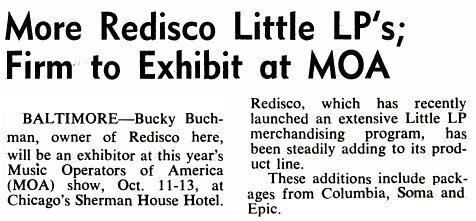 More Redisco Little LP's;
Firm to Exhibit at MOA
BALTIMORE—Bucky Buch-
man, owner of Redisco here,
will be an exhibitor at this year's
Music Operators of America
(MOA) show, Oct. 11-13, at
Chicago's Sherman House Hotel.
Redisco, which has recently
launched an extensive Little LP
merchandising program, has
been steadily adding to its prod-
uct line.
These additions include pack-
ages from Columbia, Soma and
Epic.